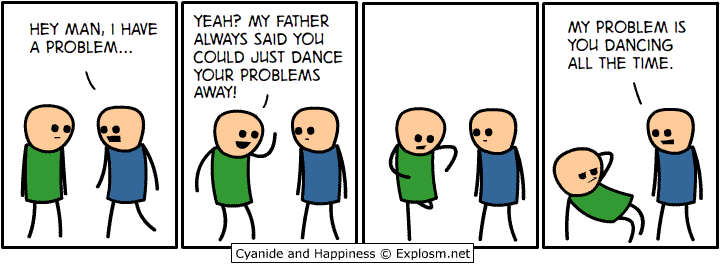 HEY MAN, I HAVE
A PROBLEM...
YEAH? MY FATHER
ALWAYS SAID YOU
COULD JUST DANCE
YOUR PROBLEMS
AWAY!
MY PROBLEM IS
YOU DANCING
ALL THE TIME.
Cyanide and Happiness © Explosm.net